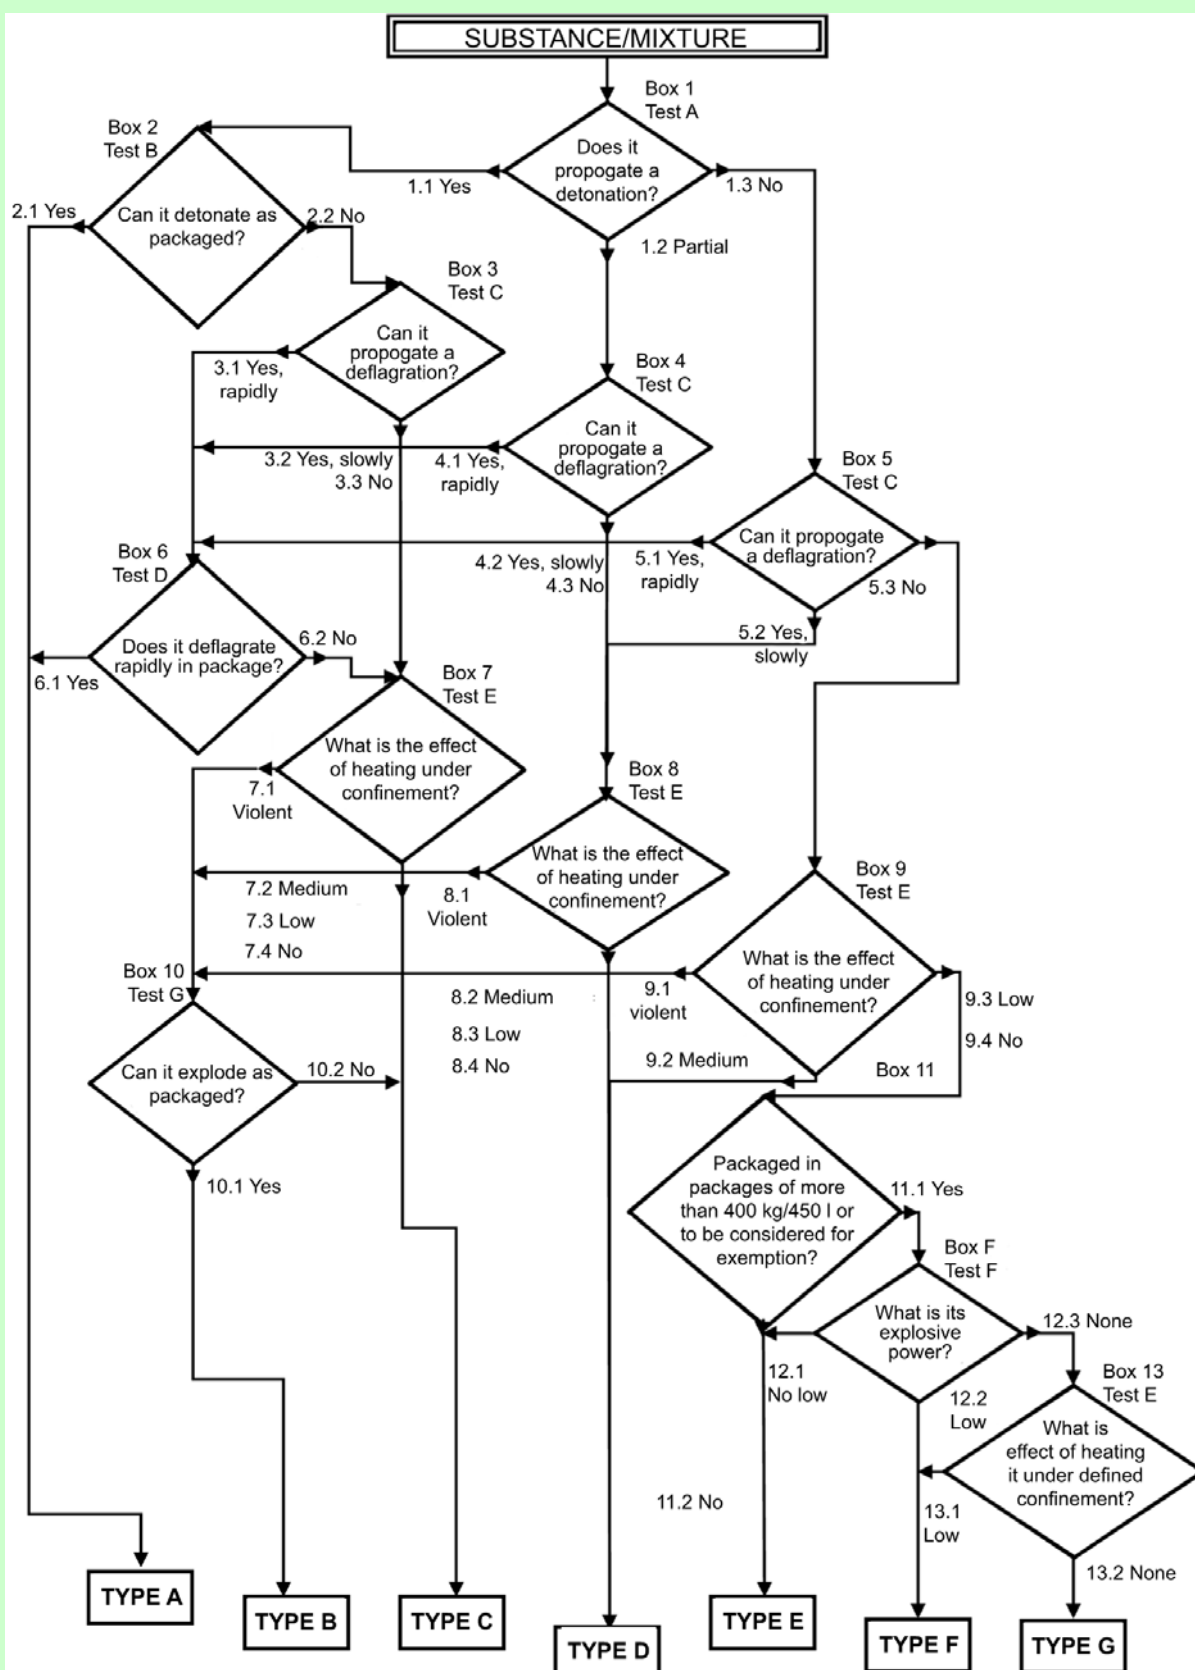 SUBSTANCE/MIXTURE
Box 1
Test A
Does it
propogate a
detonation?
1.1 Yes
1.3 No
1.2 Partial
Box 2
Test B
Can it detonate as
packaged?
2.1 Yes
2.2 No
Box 3
Test C
Can it
propogate a
deflagration?
3.1 Yes,
rapidly
3.2 Yes, slowly
3.3 No
Box 4
Test C
Can it
propogate a
deflagration?
4.1 Yes,
rapidly
4.2 Yes, slowly
4.3 No
Box 5
Test C
Can it propogate
a deflagration?
5.1 Yes,
rapidly
5.3 No
5.2 Yes,
slowly
Box 6
Test D
Does it deflagrate
rapidly in package?
6.2 No
6.1 Yes
Box 7
Test E
What is the effect
of heating under
confinement?
7.1
Violent
7.2 Medium
7.3 Low
7.4 No
Box 8
Test E
What is the effect
of heating under
confinement?
8.1
Violent
8.2 Medium
8.3 Low
8.4 No
Box 9
Test E
What is the effect
of heating under
confinement?
9.1
violent
9.3 Low
9.4 No
9.2 Medium
Box 10
Test G
Can it explode as
packaged?
10.2 No
10.1 Yes
Box 11
Packaged in
packages of more
than 400 kg/450 l or
to be considered for
exemption?
11.1 Yes
11.2 No
Box F
Test F
What is its
explosive
power?
12.3 None
12.1
No low
12.2
Low
Box 13
Test E
What is
effect of heating
it under defined
confinement?
13.1
Low
13.2 None
TYPE A
TYPE B
TYPE C
TYPE D
TYPE E
TYPE F
TYPE G